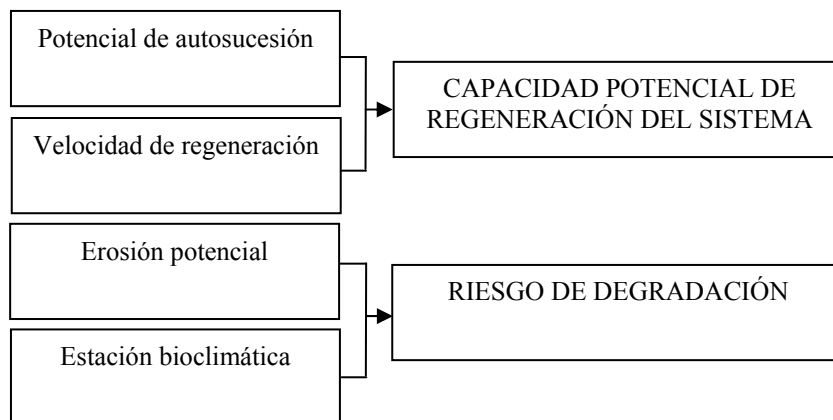 Potencial de autosucesión
Velocidad de regeneración
CAPACIDAD POTENCIAL DE
REGENERACIÓN DEL SISTEMA
Erosión potencial
Estación bioclimática
RIESGO DE DEGRADACIÓN